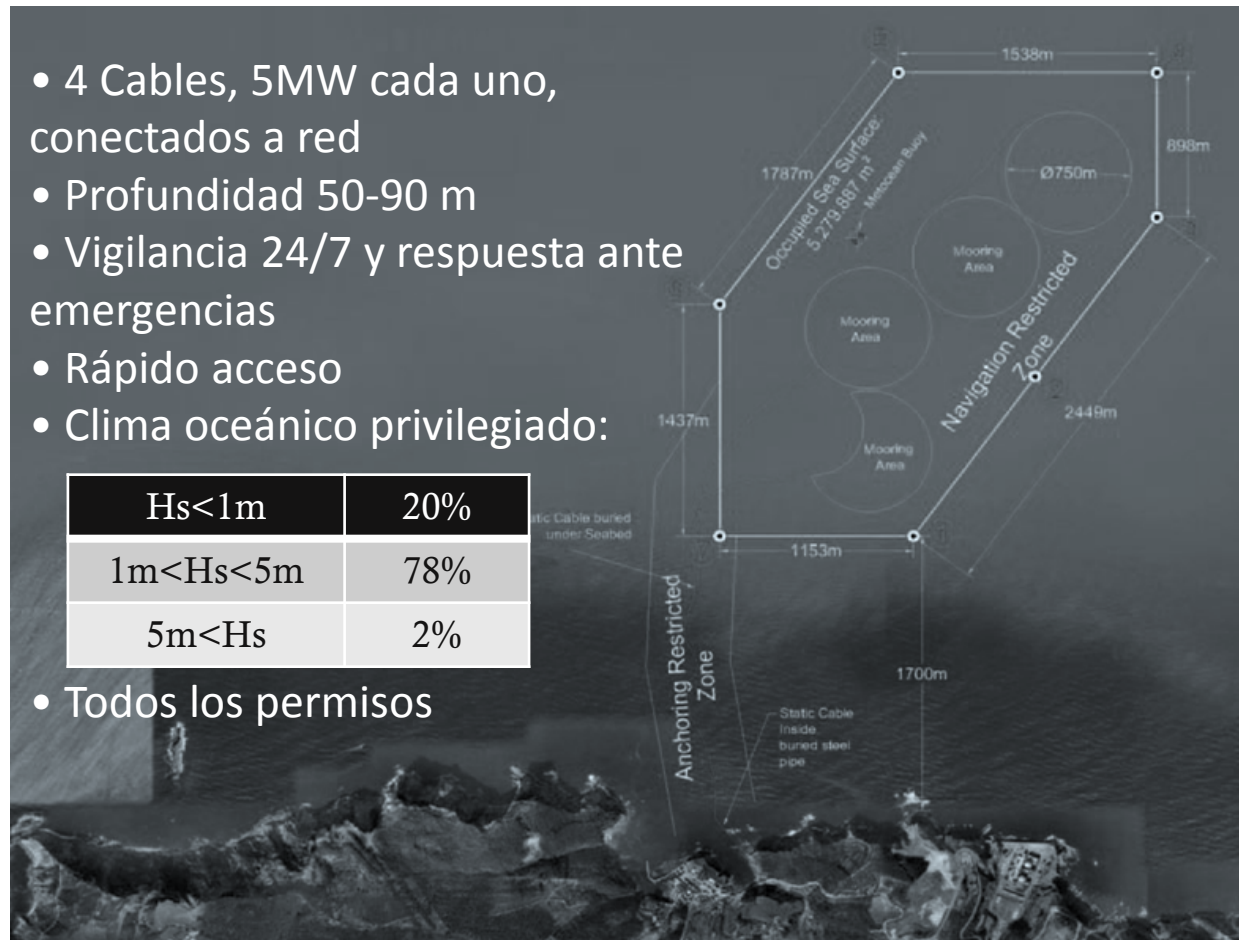 • 4 Cables, 5MW cada uno,
conectados a red
• Profundidad 50-90 m
• Vigilancia 24/7 y respuesta ante
emergencias
• Rápido acceso
• Clima oceánico privilegiado:
Hs<1m 20%
1m<Hs<5m 78%
5m<Hs 2%
• Todos los permisos
1538m
898m
1787m
Occupied Sea Surface:
5.279.887 m²
Metocean Buoy
Ø750m
Mooring
Area
Mooring
Area
Mooring
Area
Navigation Restricted
Zone
2449m
1437m
Cable buried
under Seabed
1153m
Anchoring Restricted
Zone
1700m
Static Cable
Inside
buried steel
pipe